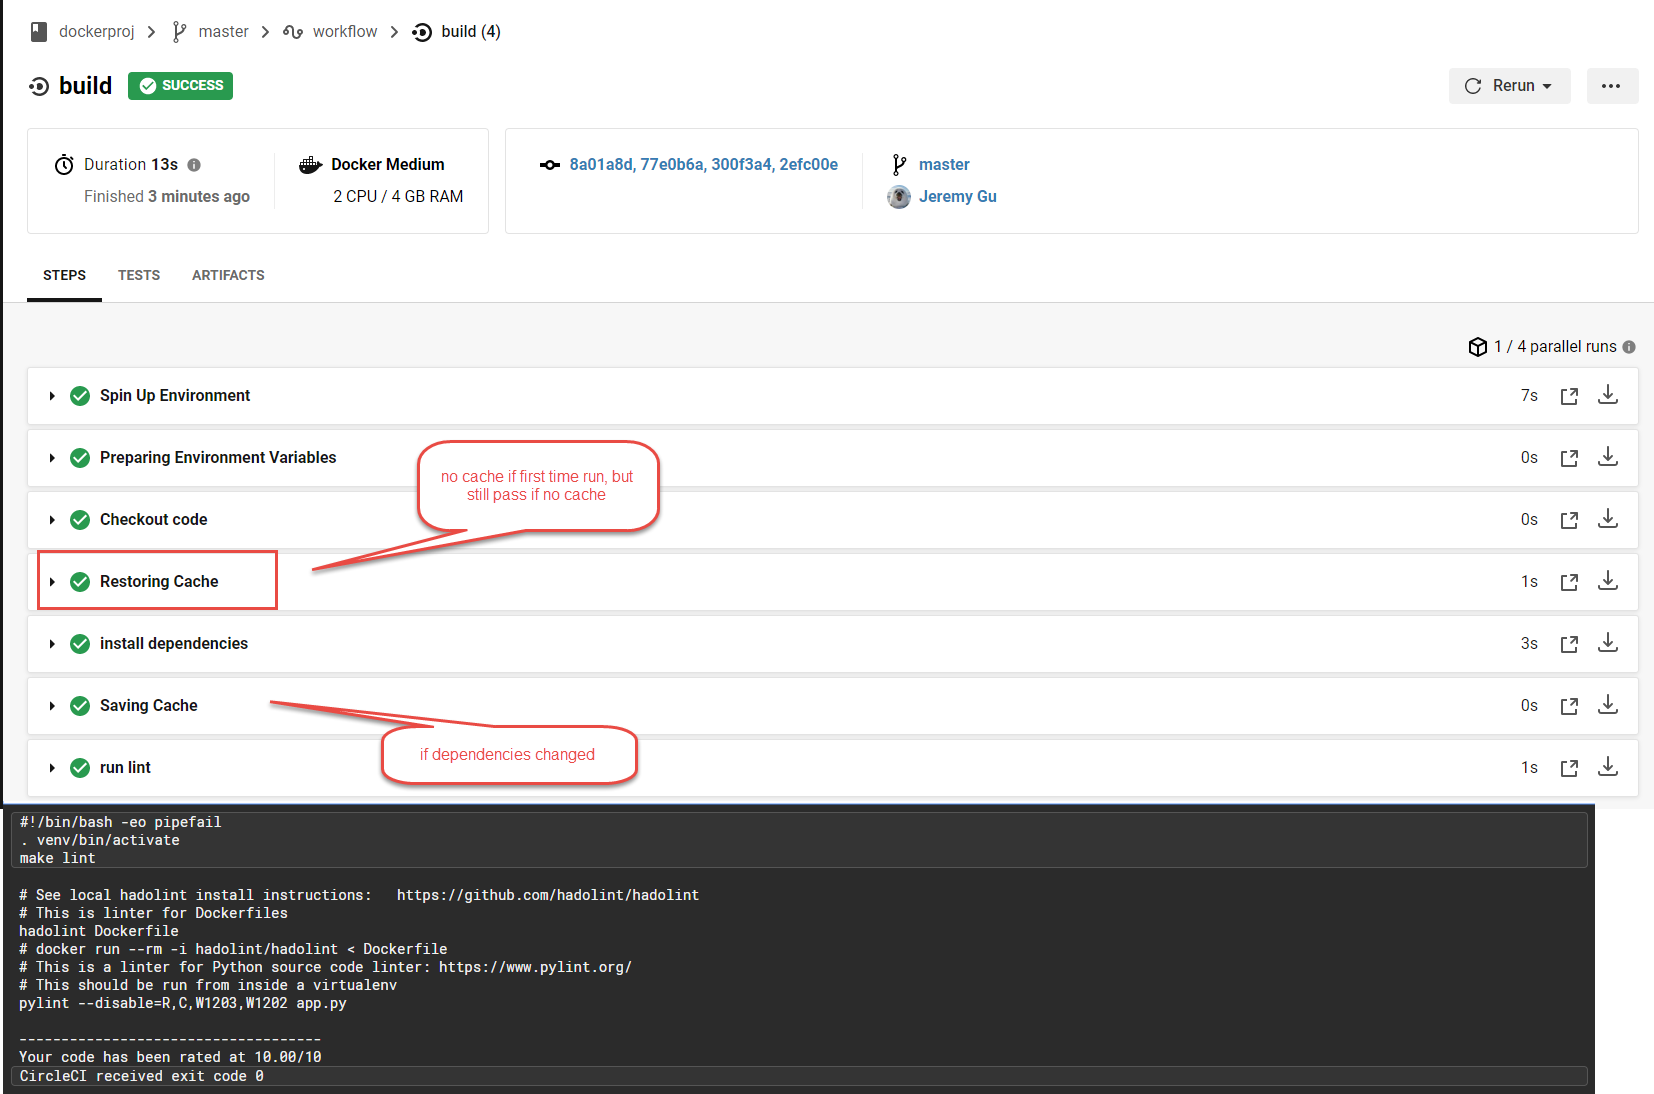 dockerproj > master > workflow > build (4)
build SUCCESS
Rerun
Duration 13s
Docker Medium
8a01a8d, 77e0b6a, 300f3a4, 2efc00e
master
Finished 3 minutes ago
2 CPU / 4 GB RAM
Jeremy Gu
STEPS TESTS ARTIFACTS
1 / 4 parallel runs
Spin Up Environment 7s
Preparing Environment Variables 0s
no cache if first time run, but
still pass if no cache
Checkout code 0s
Restoring Cache 1s
install dependencies 3s
Saving Cache 0s
if dependencies changed
run lint 1s
#!/bin/bash -eo pipefail
. venv/bin/activate
make lint
# See local hadolint install instructions:   https://github.com/hadolint/hadolint
# This is linter for Dockerfiles
hadolint Dockerfile
# docker run --rm -i hadolint/hadolint < Dockerfile
# This is a linter for Python source code linter: https://www.pylint.org/
# This should be run from inside a virtualenv
pylint --disable=R,C,W1203,W1202 app.py
------------------------------------
Your code has been rated at 10.00/10
CircleCI received exit code 0